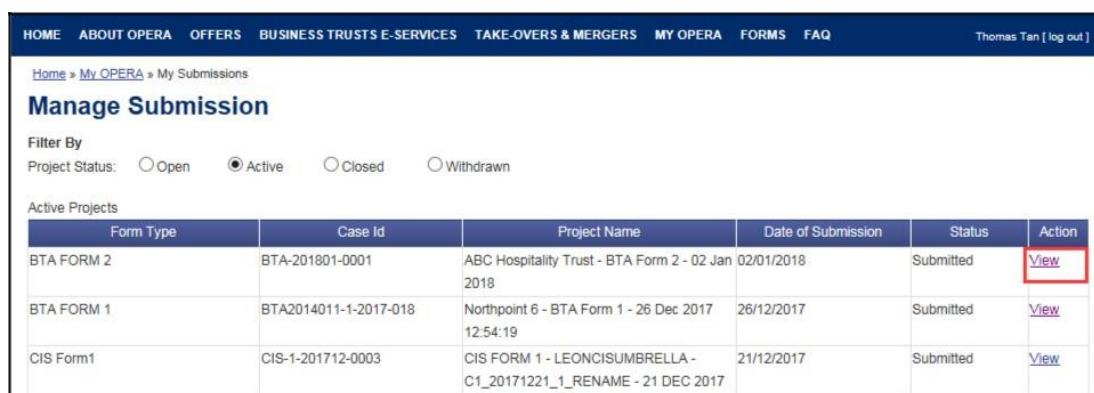 HOME ABOUT OPERA OFFERS BUSINESS TRUSTS E-SERVICES TAKE-OVERS & MERGERS MY OPERA FORMS FAQ Thomas Tan [ log out ]
Home » My OPERA » My Submissions
Manage Submission
Filter By
Project Status: Open Active Closed Withdrawn
Active Projects
Form Type Case Id Project Name Date of Submission Status Action
BTA FORM 2 BTA-201801-0001 ABC Hospitality Trust - BTA Form 2 - 02 Jan 02/01/2018 Submitted View
2018
BTA FORM 1 BTA2014011-1-2017-018 Northpoint 6 - BTA Form 1 - 26 Dec 2017 26/12/2017 Submitted View
12:54:19
CIS Form1 CIS-1-201712-0003 CIS FORM 1 - LEONCISUMBRELLA - 21/12/2017 Submitted View
C1_20171221_1_RENAME - 21 DEC 2017